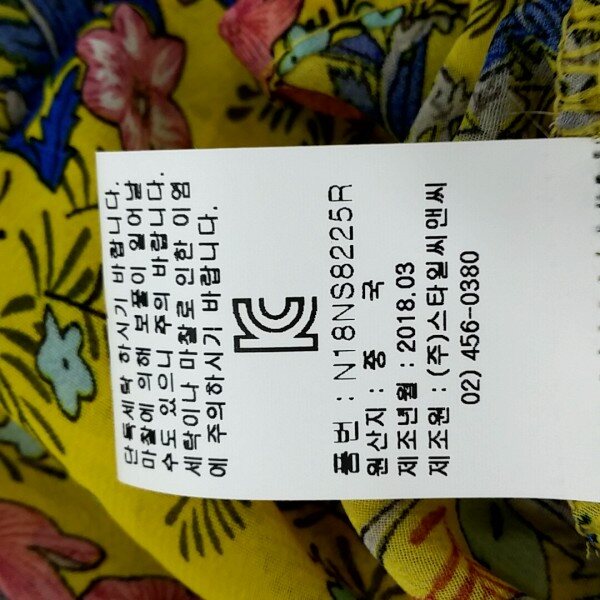 단독세탁 하시기 바랍니다.
마찰에 의해 보풀이 일어날
수도 있으니 주의 바랍니다.
세탁이나 마찰로 인한 이염
에 주의하시기 바랍니다.
품번 : N18NS8225R
원산지 : 중 국
제조년월 : 2018.03
제조원 : (주)스타일씨앤씨
02) 456-0380